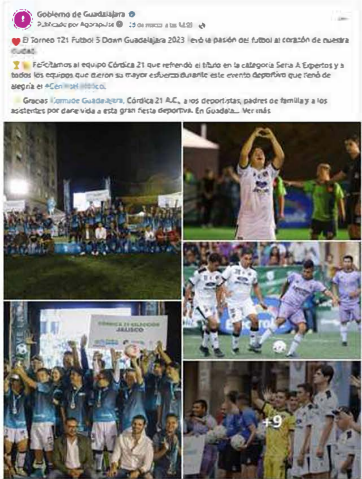 Gobierno de Guadalajara
Publicado por Agorapulse
de marzo a las
El Torneo T21 Futbol 5 Down Guadalajara 2023 llevó la pasión del futbol al corazón de nuestra
ciudad.
Felicitamos al equipo Córdica 21 que refrendó el título en la categoría Serie A Expertos y a
todos los equipos que dieron su mayor esfuerzo durante este evento deportivo que llenó de
alegría el
Gracias Comude Guadalajara, Córdica 21 A.C., a los deportistas, padres de familia y a los
asistentes por darle vida a esta gran fiesta deportiva. En Guadala... Ver más
CÓRDICA 21 SELECCIÓN
JALISCO
+9